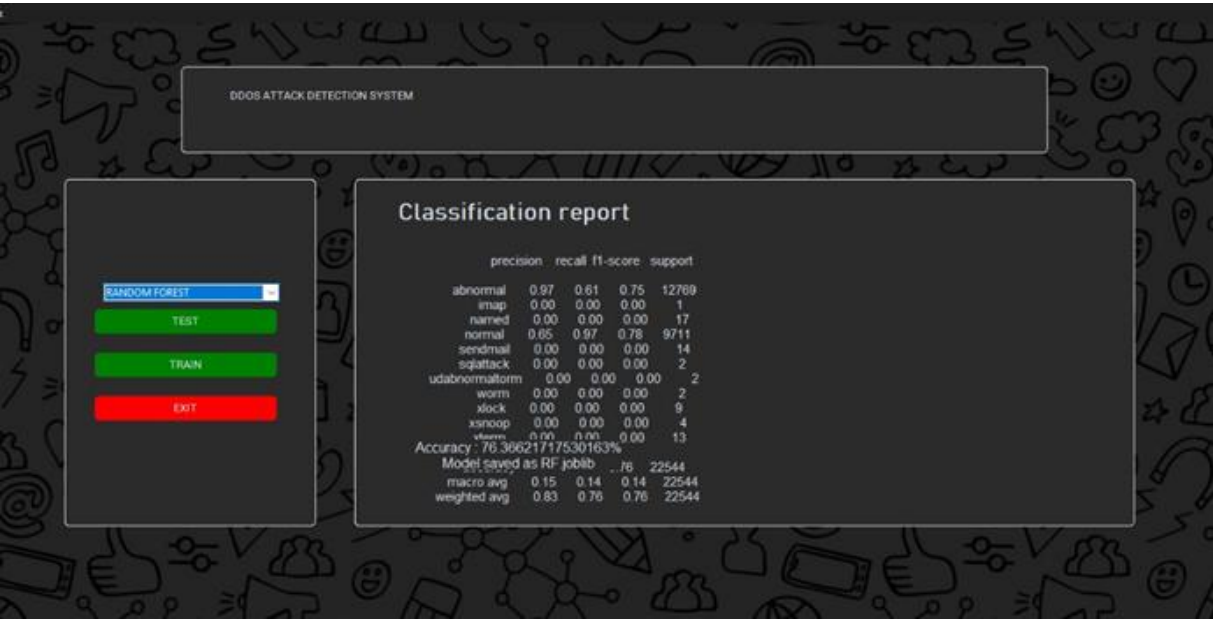 DDOS ATTACK DETECTION SYSTEM
RANDOM FOREST
TEST
TRAIN
EXIT
Classification report
precision recall f1-score support
abnormal 0.97 0.61 0.75 12769
imap 0.00 0.00 0.00 1
named 0.00 0.00 0.00 17
normal 0.65 0.97 0.78 9711
sendmail 0.00 0.00 0.00 14
sqlattack 0.00 0.00 0.00 2
udabnormaltorm 0.00 0.00 0.00 2
worm 0.00 0.00 0.00 2
xlock 0.00 0.00 0.00 9
xsnoop 0.00 0.00 0.00 4
xterm 0.00 0.00 0.00 13
Accuracy : 76.36621717530163%
Model saved as RF joblib .76 22544
macro avg 0.15 0.14 0.14 22544
weighted avg 0.83 0.76 0.76 22544